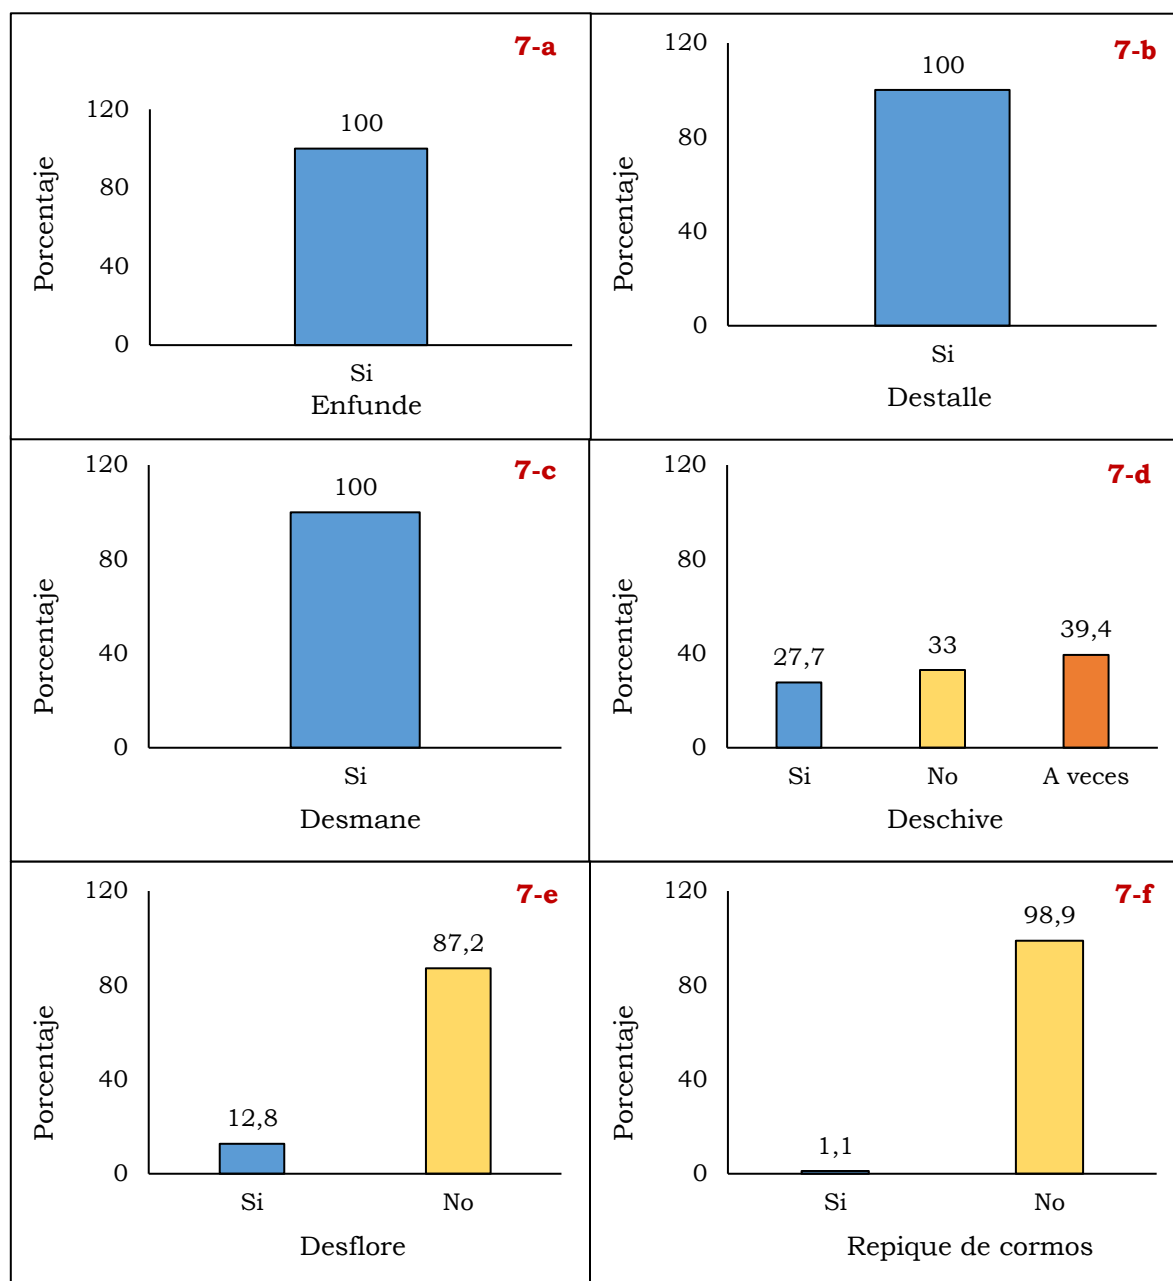 7-a
Porcentaje
120
80
40
0
100
Si
Enfunde
7-b
Porcentaje
120
80
40
0
100
Si
Destalle
7-c
Porcentaje
120
80
40
0
100
Si
Desmane
7-d
Porcentaje
120
80
40
0
27,7
33
39,4
Si No A veces
Deschive
7-e
Porcentaje
120
80
40
0
12,8
87,2
Si No
Desflore
7-f
Porcentaje
120
80
40
0
1,1
98,9
Si No
Repique de cormos